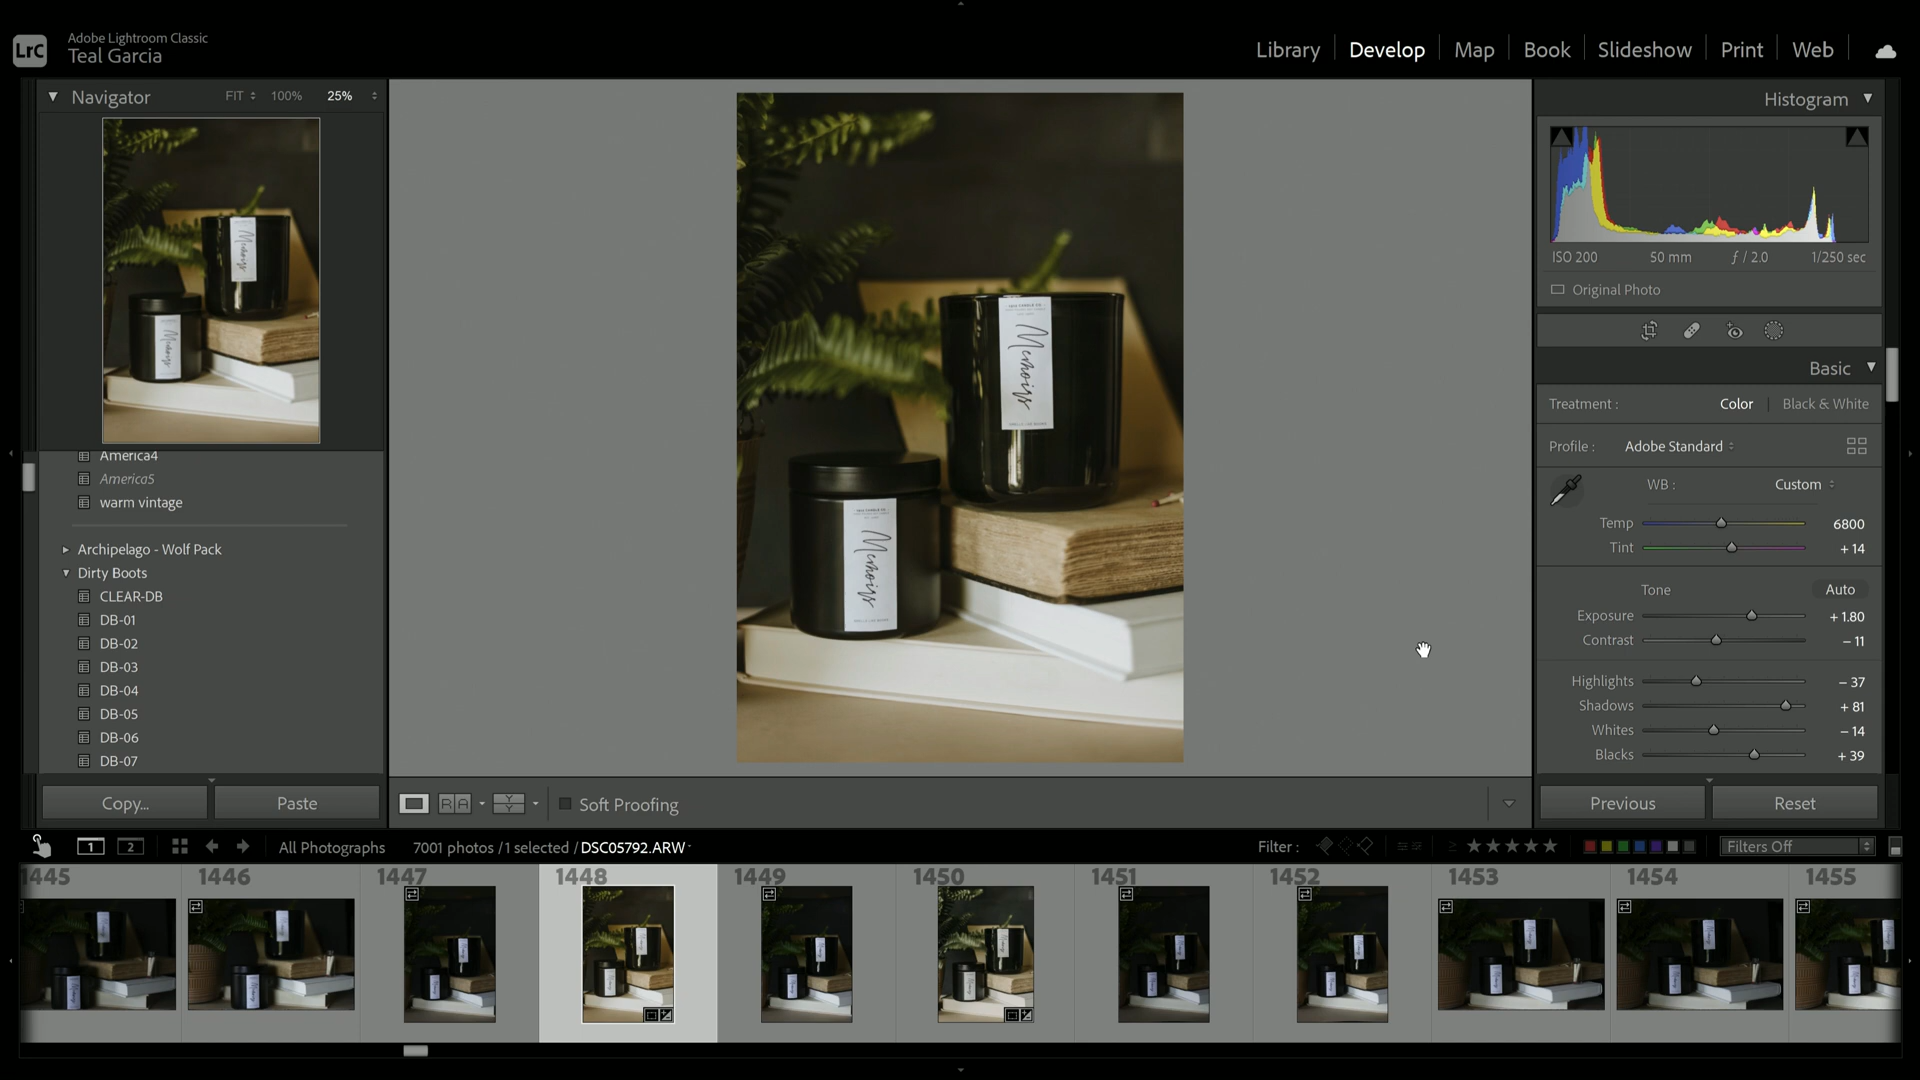 LrC
Adobe Lightroom Classic
Teal Garcia
Library
Develop
Map
Book
Slideshow
Print
Web
Navigator
FIT
100%
25%
Memoirs
Memoirs
America4
America5
warm vintage
Archipelago - Wolf Pack
Dirty Boots
CLEAR-DB
DB-01
DB-02
DB-03
DB-04
DB-05
DB-06
DB-07
Copy...
Paste
Memoirs
Memoirs
R A
Y Y
Soft Proofing
Histogram
ISO 200
50 mm
ƒ / 2.0
1/250 sec
Original Photo
Basic
Treatment :
Color
Black & White
Profile :
Adobe Standard
WB :
Custom
Temp
6800
Tint
+ 14
Tone
Auto
Exposure
+ 1.80
Contrast
– 11
Highlights
– 37
Shadows
+ 81
Whites
– 14
Blacks
+ 39
Previous
Reset
1
2
All Photographs
7001 photos / 1 selected / DSC05792.ARW
Filter :
Filters Off
1445
1446
1447
1448
1449
1450
1451
1452
1453
1454
1455